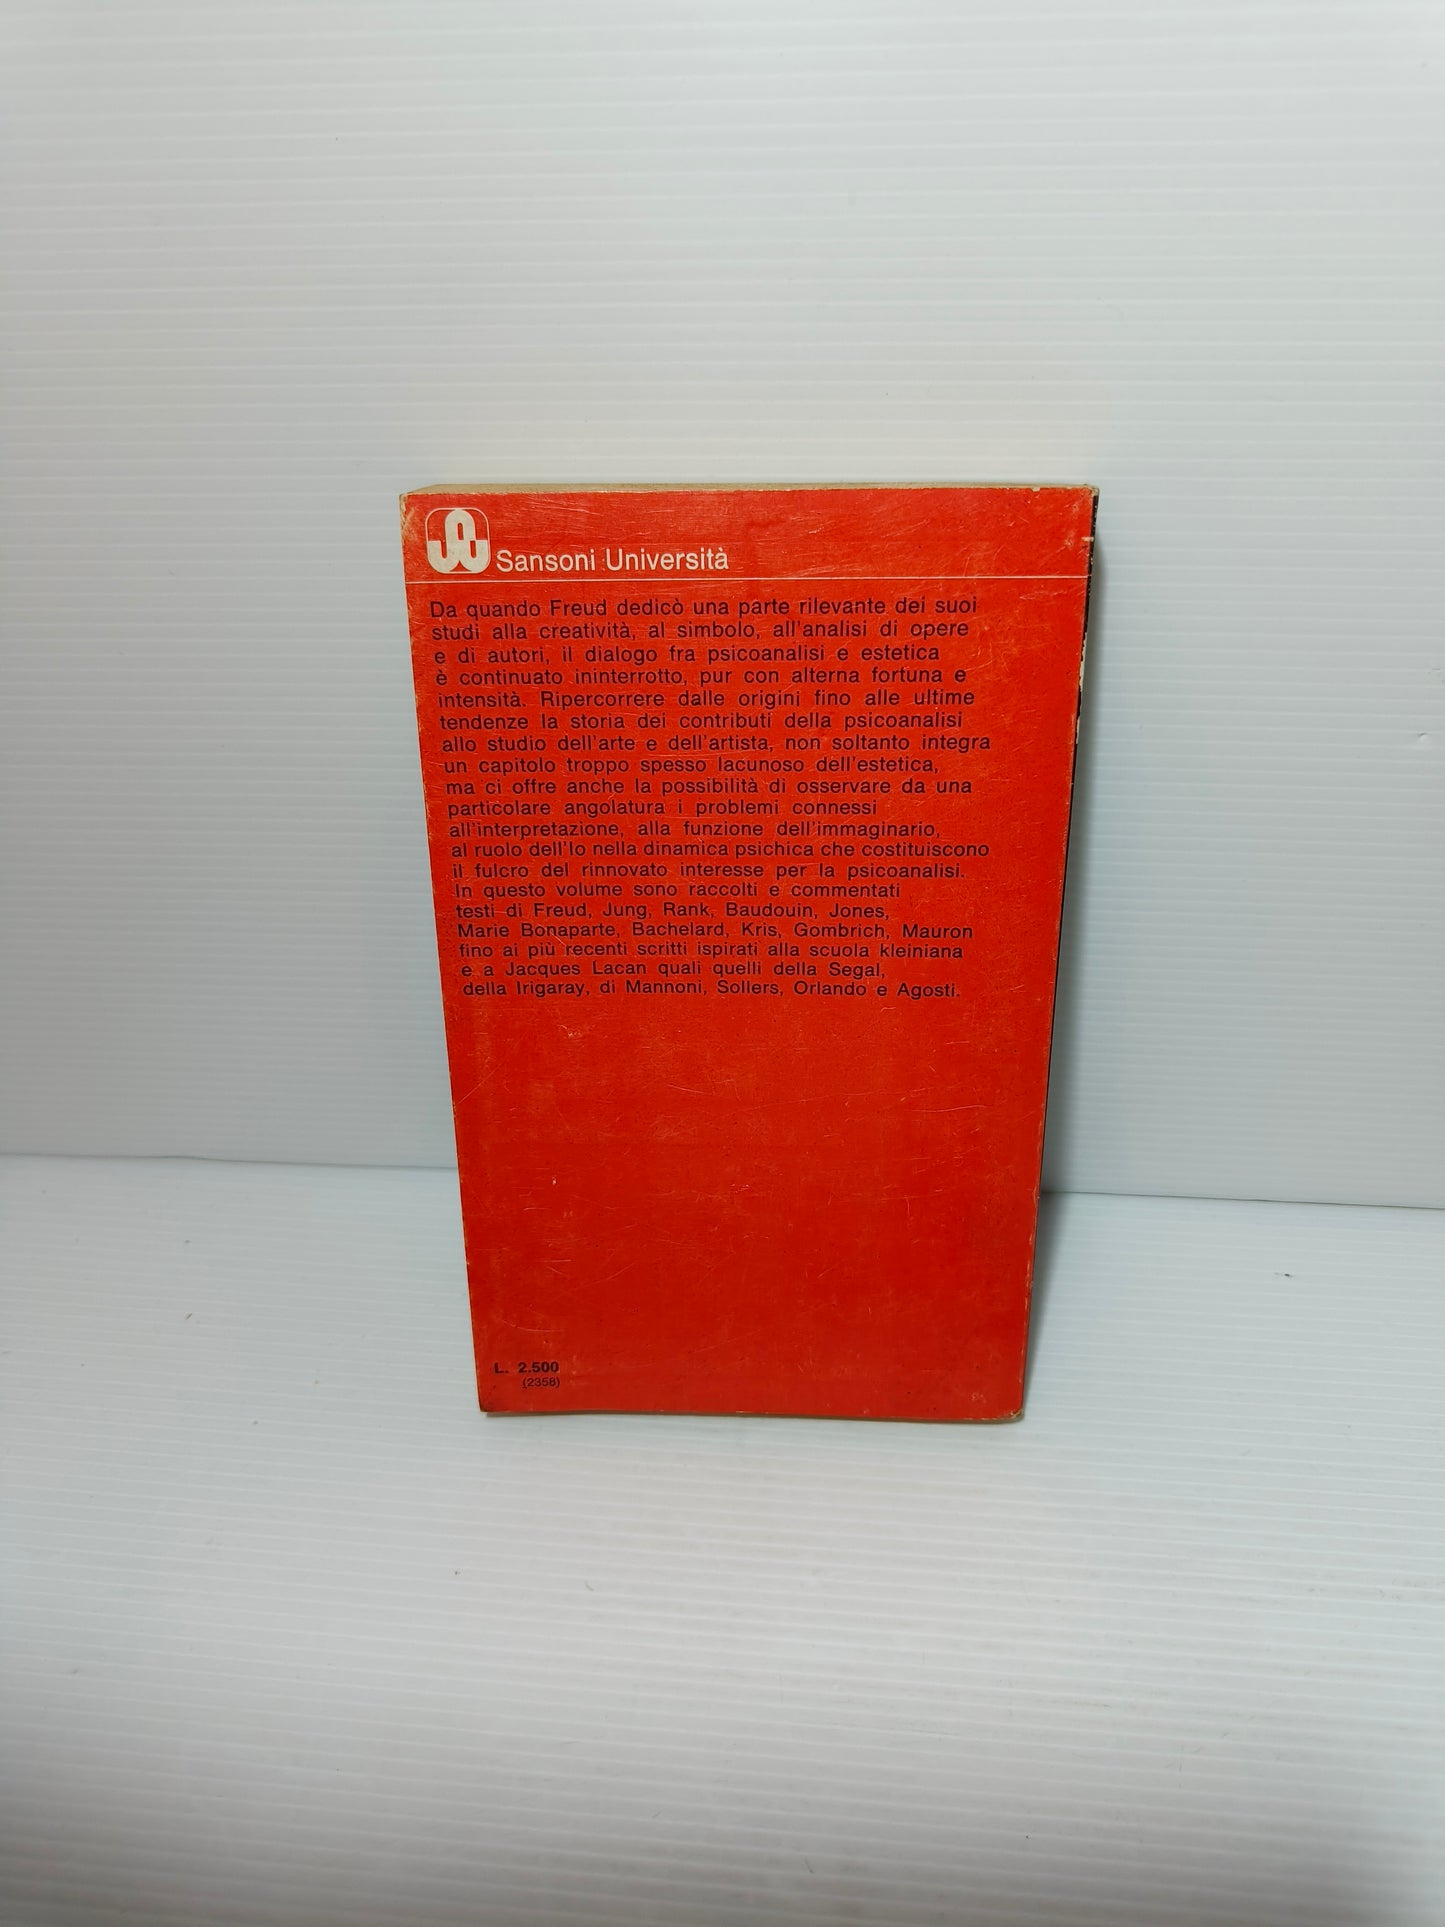 Sansoni Università
Da quando Freud dedicò una parte rilevante dei suoi
studi alla creatività, al simbolo, all'analisi di opere
e di autori, il dialogo fra psicoanalisi e estetica
è continuato ininterrotto, pur con alterna fortuna e
intensità. Ripercorrere dalle origini fino alle ultime
tendenze la storia dei contributi della psicoanalisi
allo studio dell'arte e dell'artista, non soltanto integra
un capitolo troppo spesso lacunoso dell'estetica,
ma ci offre anche la possibilità di osservare da una
particolare angolatura i problemi connessi
all'interpretazione, alla funzione dell'immaginario,
al ruolo dell'Io nella dinamica psichica che costituiscono
il fulcro del rinnovato interesse per la psicoanalisi.
In questo volume sono raccolti e commentati
testi di Freud, Jung, Rank, Baudouin, Jones,
Marie Bonaparte, Bachelard, Kris, Gombrich, Mauron
fino ai più recenti scritti ispirati alla scuola kleiniana
e a Jacques Lacan quali quelli della Segal,
della Irigaray, di Mannoni, Sollers, Orlando e Agosti.
L. 2.500
(2358)